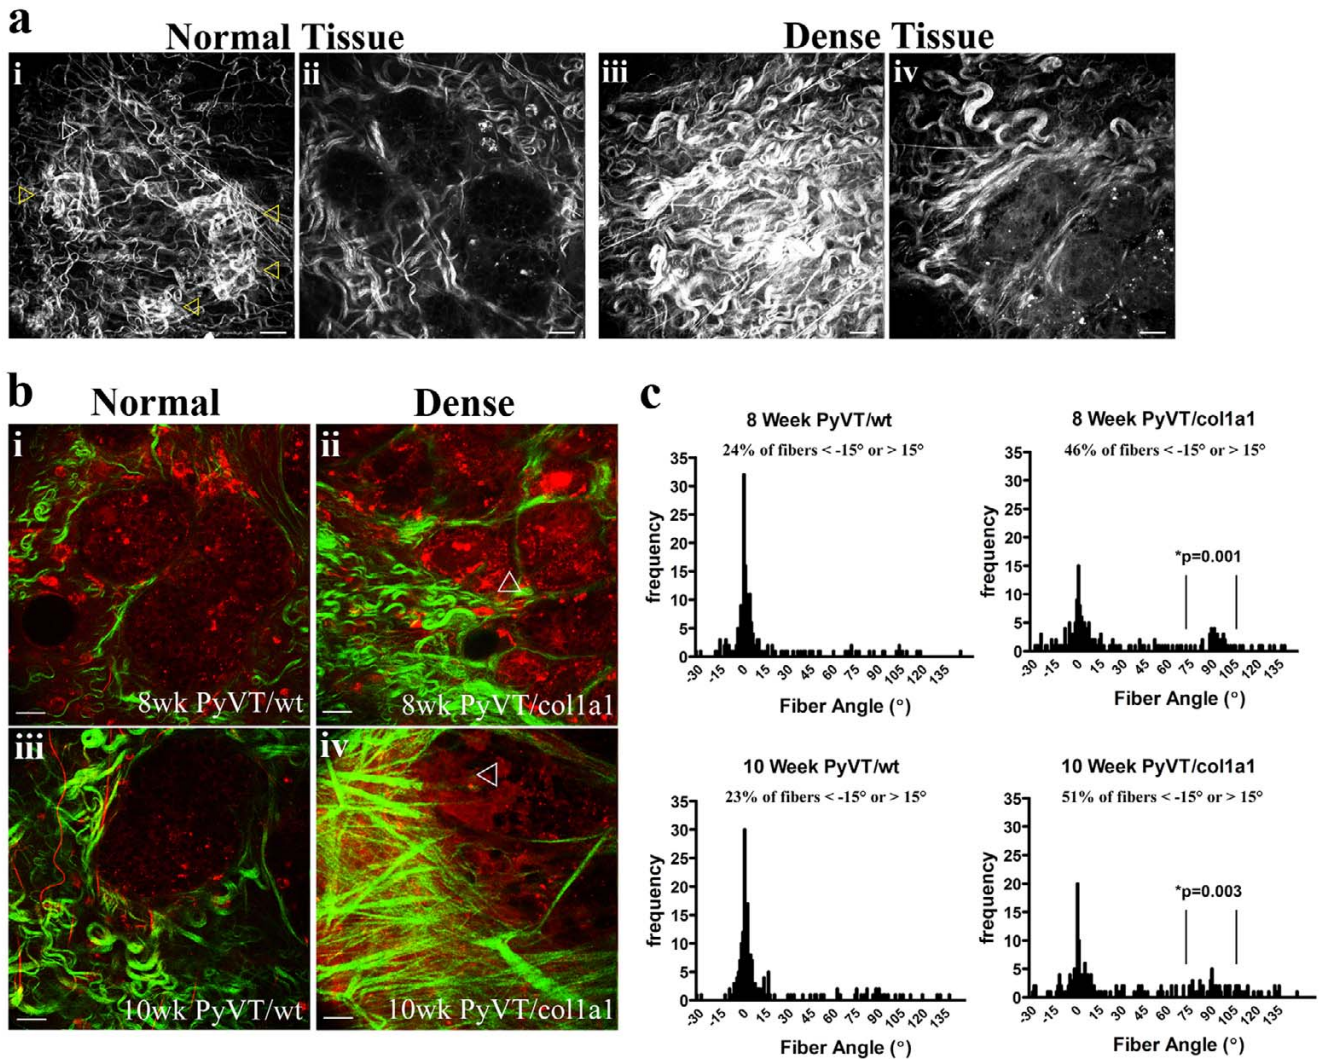 a
Normal Tissue
Dense Tissue
i
ii
iii
iv
b
Normal
Dense
i
8wk PyVT/wt
ii
8wk PyVT/col1a1
iii
10wk PyVT/wt
iv
10wk PyVT/col1a1
c
8 Week PyVT/wt
24% of fibers < -15° or > 15°
frequency
35
30
25
20
15
10
5
0
-30 -15 0 15 30 45 60 75 90 105 120 135
Fiber Angle (°)
8 Week PyVT/col1a1
46% of fibers < -15° or > 15°
*p=0.001
frequency
35
30
25
20
15
10
5
0
-30 -15 0 15 30 45 60 75 90 105 120 135
Fiber Angle (°)
10 Week PyVT/wt
23% of fibers < -15° or > 15°
frequency
35
30
25
20
15
10
5
0
-30 -15 0 15 30 45 60 75 90 105 120 135
Fiber Angle (°)
10 Week PyVT/col1a1
51% of fibers < -15° or > 15°
*p=0.003
frequency
35
30
25
20
15
10
5
0
-30 -15 0 15 30 45 60 75 90 105 120 135
Fiber Angle (°)